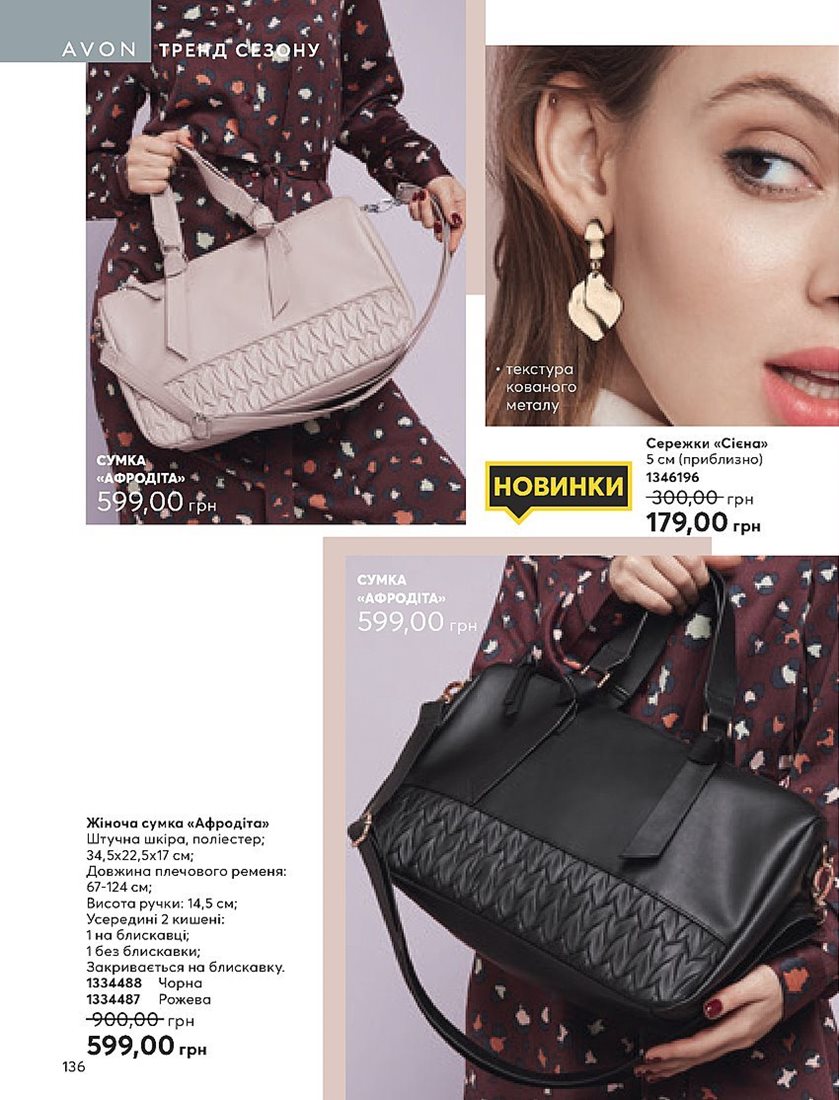 AVON ТРЕНД СЕЗОНУ
СУМКА
«АФРОДІТА»
599,00 грн
• текстура
кованого
металу
Сережки «Сієна»
5 см (приблизно)
1346196
300,00 грн
179,00 грн
НОВИНКИ
СУМКА
«АФРОДІТА»
599,00 грн
Жіноча сумка «Афродіта»
Штучна шкіра, поліестер;
34,5х22,5х17 см;
Довжина плечового ременя:
67-124 см;
Висота ручки: 14,5 см;
Усередині 2 кишені:
1 на блискавці;
1 без блискавки;
Закривається на блискавку.
1334488 Чорна
1334487 Рожева
900,00 грн
599,00 грн
136